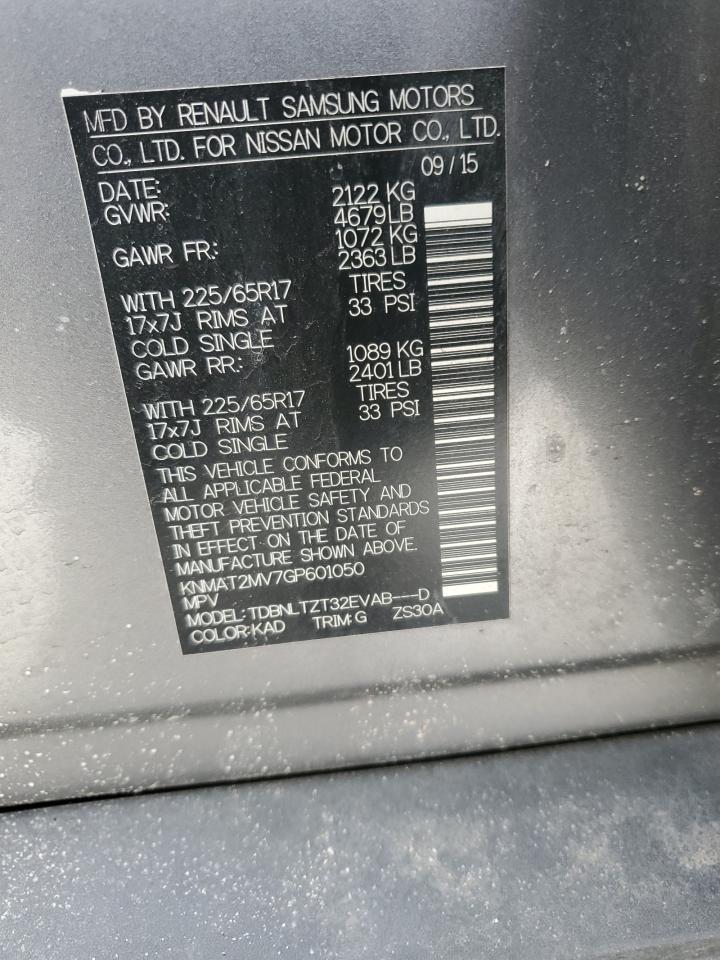 MFD BY RENAULT SAMSUNG MOTORS
CO., LTD. FOR NISSAN MOTOR CO., LTD.
DATE: 09/15
GVWR: 2122 KG
4679 LB
GAWR FR: 1072 KG
2363 LB
WITH 225/65R17 TIRES
17x7J RIMS AT 33 PSI
COLD SINGLE
GAWR RR: 1089 KG
2401 LB
WITH 225/65R17 TIRES
17x7J RIMS AT 33 PSI
COLD SINGLE
THIS VEHICLE CONFORMS TO
ALL APPLICABLE FEDERAL
MOTOR VEHICLE SAFETY AND
THEFT PREVENTION STANDARDS
IN EFFECT ON THE DATE OF
MANUFACTURE SHOWN ABOVE.
KNMAT2MV7GP601050
MPV
MODEL: TDBNLTZT32EVAB---D
COLOR: KAD TRIM: G ZS30A